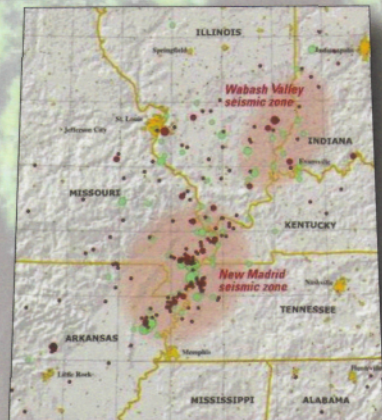 ILLINOIS
Springfield
Indianapolis
Wabash Valley
seismic zone
St. Louis
Jefferson City
INDIANA
Evansville
MISSOURI
KENTUCKY
New Madrid
seismic zone
Nashville
TENNESSEE
ARKANSAS
Memphis
Little Rock
Huntsville
MISSISSIPPI
ALABAMA